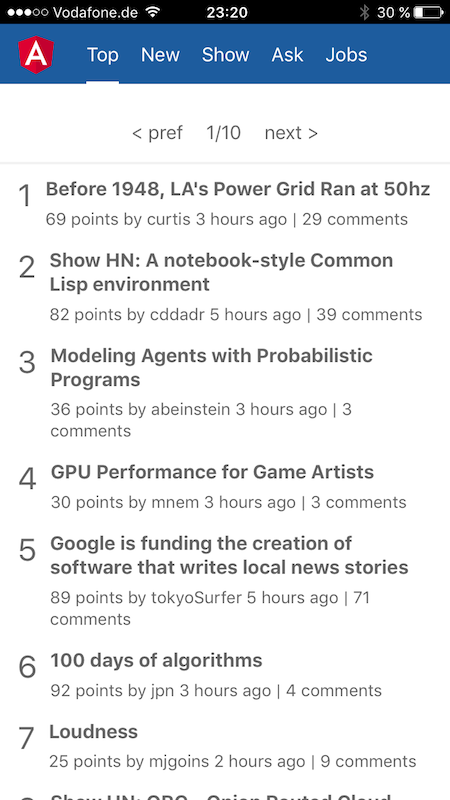 Vodafone.de 23:20 30 %
A Top New Show Ask Jobs
< pref 1/10 next >
1 Before 1948, LA's Power Grid Ran at 50hz
69 points by curtis 3 hours ago | 29 comments
2 Show HN: A notebook-style Common
Lisp environment
82 points by cddadr 5 hours ago | 39 comments
3 Modeling Agents with Probabilistic
Programs
36 points by abeinstein 3 hours ago | 3
comments
4 GPU Performance for Game Artists
30 points by mnem 3 hours ago | 3 comments
5 Google is funding the creation of
software that writes local news stories
89 points by tokyoSurfer 5 hours ago | 71
comments
6 100 days of algorithms
92 points by jpn 3 hours ago | 4 comments
7 Loudness
25 points by mjgoins 2 hours ago | 9 comments
Show HN: